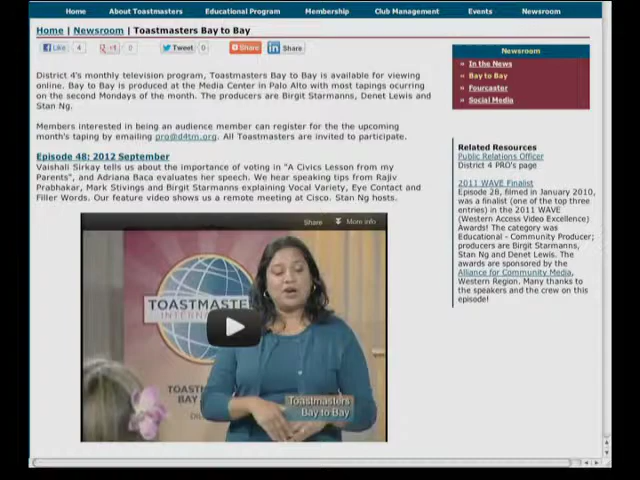 Home About Toastmasters Educational Program Membership Club Management Events Newsroom
Home | Newsroom | Toastmasters Bay to Bay
Like 4 +1 0 Tweet 0 Share Share
District 4's monthly television program, Toastmasters Bay to Bay is available for viewing
online. Bay to Bay is produced at the Media Center in Palo Alto with most tapings ocurring
on the second Mondays of the month. The producers are Birgit Starmanns, Denet Lewis and
Stan Ng.
Members interested in being an audience member can register for the the upcoming
month's taping by emailing pro@d4tm.org. All Toastmasters are invited to participate.
Episode 48: 2012 September
Vaishali Sirkay tells us about the importance of voting in "A Civics Lesson from my
Parents", and Adriana Baca evaluates her speech. We hear speaking tips from Rajiv
Prabhakar, Mark Stivings and Birgit Starmanns explaining Vocal Variety, Eye Contact and
Filler Words. Our feature video shows us a remote meeting at Cisco. Stan Ng hosts.
Share More info
TOASTMASTE
INTERN
TOAST
BAY
Toastmasters
Bay to Bay
Newsroom
In the News
Bay to Bay
Fourcastor
Social Media
Related Resources
Public Relations Officer
District 4 PRO's page
2011 WAVE Finalist
Episode 28, filmed in January 2010,
was a finalist (one of the top three
entries) in the 2011 WAVE
(Western Access Video Excellence)
Awards! The category was
Educational - Community Producer;
producers are Birgit Starmanns,
Stan Ng and Denet Lewis. The
awards are sponsored by the
Alliance for Community Media,
Western Region. Many thanks to
the speakers and the crew on this
episode!